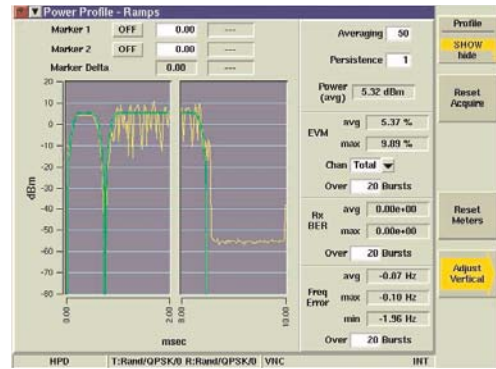 Power Profile - Ramps
Marker 1 OFF 0.00 ---
Marker 2 OFF 0.00 ---
Marker Delta 0.00 ---
Averaging 50
Persistence 1
Power (avg) 5.32 dBm
EVM
avg 5.37 %
max 9.09 %
Chan Total
Over 20 Bursts
Rx BER
avg 0.00e+00
max 0.00e+00
Over 20 Bursts
Freq Error
avg -0.07 Hz
max -0.10 Hz
min -1.96 Hz
Over 20 Bursts
Profile
SHOW
hide
Reset
Acquire
Reset
Meters
Adjust
Vertical
dBm
20
10
0
-10
-20
-30
-40
-50
-60
-70
-80
0.00
2.00
8.00
10.00
msec
HPD T:Rand/QPSK/0 R:Rand/QPSK/0 VNC INT